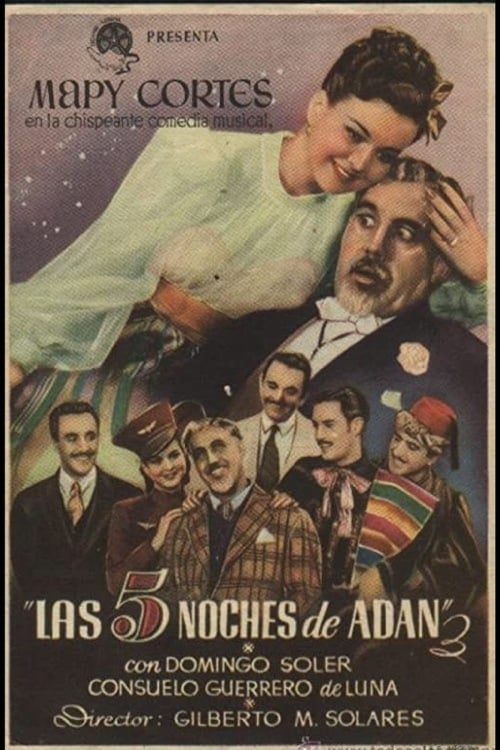 PRESENTA
MAPY CORTES
en la chispeante comedia musical.
"LAS 5 NOCHES de ADAN"
con DOMINGO SOLER
CONSUELO GUERRERO de LUNA
Director: GILBERTO M. SOLARES